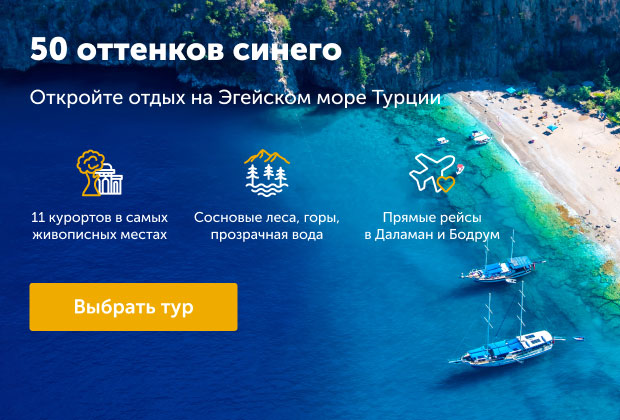 50 оттенков синего
Откройте отдых на Эгейском море Турции
11 курортов в самых
живописных местах
Сосновые леса, горы,
прозрачная вода
Прямые рейсы
в Даламан и Бодрум
Выбрать тур